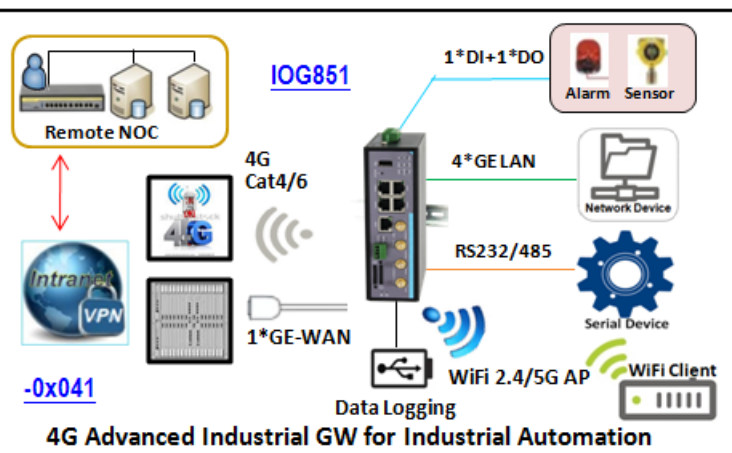 IOG851
1*DI+1*DO
Alarm Sensor
Remote NOC
4G
Cat4/6
4*GE LAN
Network Device
4G
Intranet
VPN
RS232/485
1*GE-WAN
Serial Device
WiFi 2.4/5G AP
WiFi Client
-0x041
Data Logging
4G Advanced Industrial GW for Industrial Automation